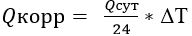 Qкорр = Qсут/24 * ΔT